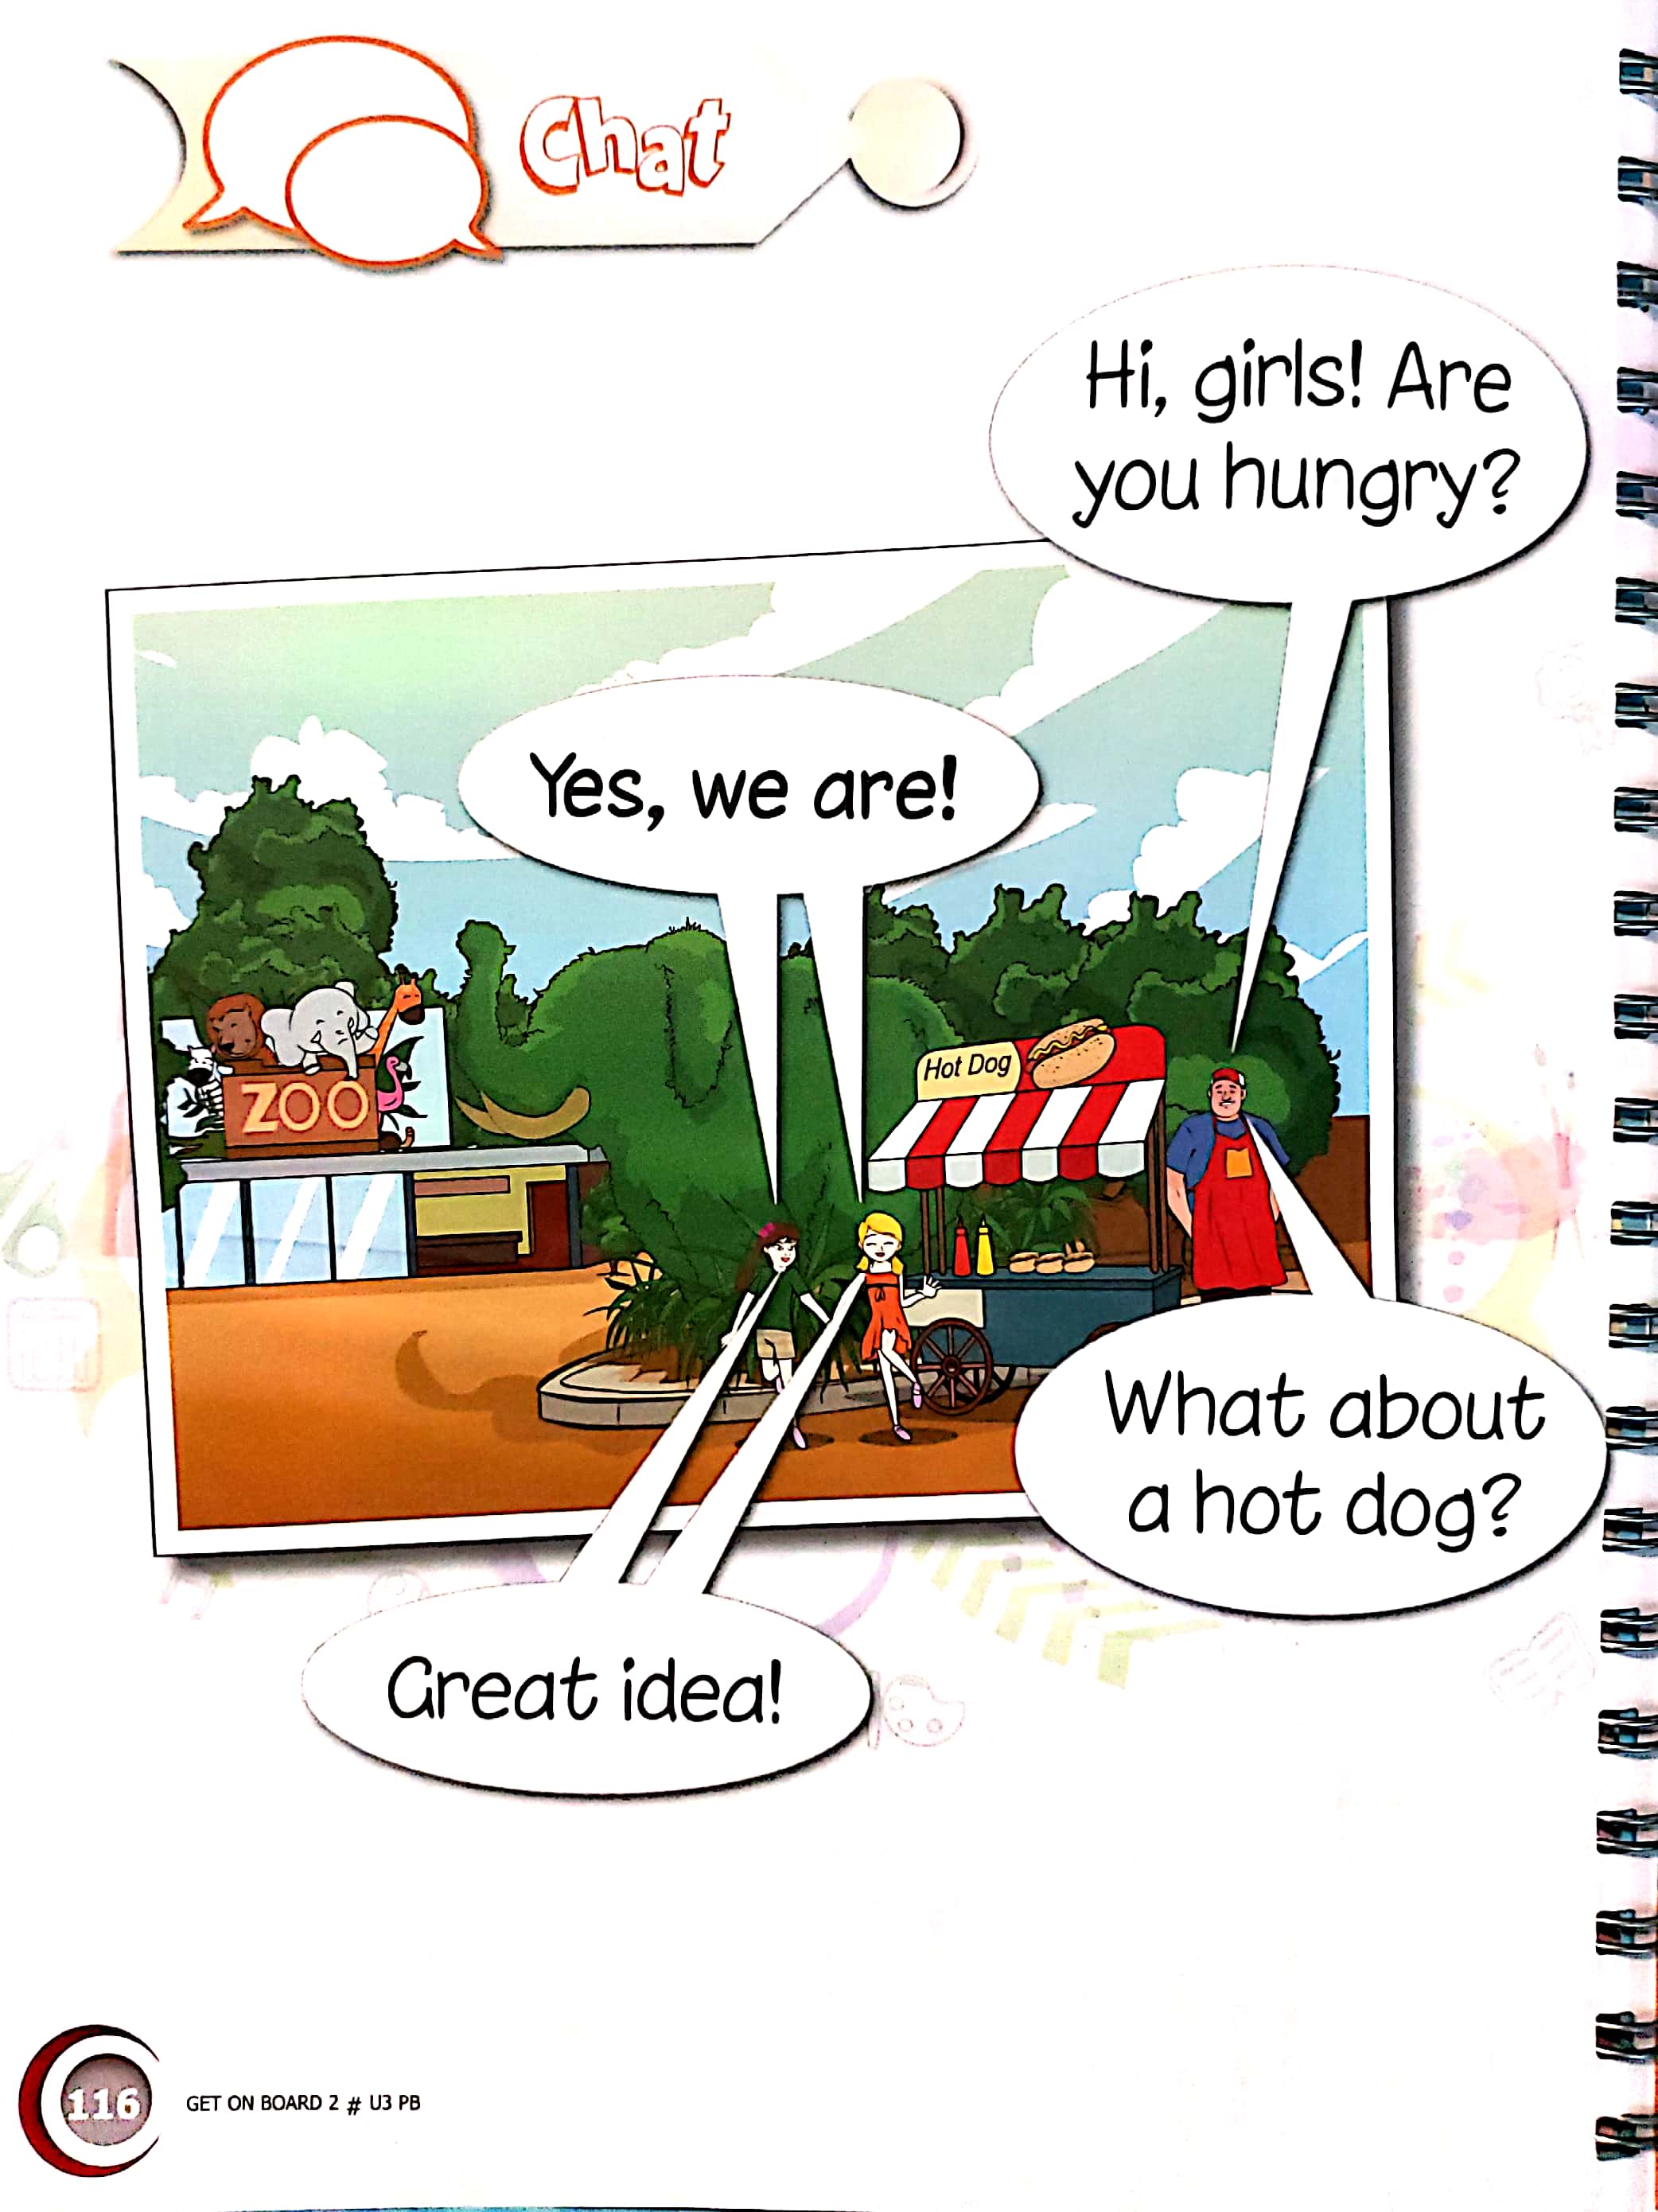 Chat
Hi, girls! Are
you hungry?
Yes, we are!
ZOO
Hot Dog
What about
a hot dog?
Great idea!
116
GET ON BOARD 2 # U3 PB